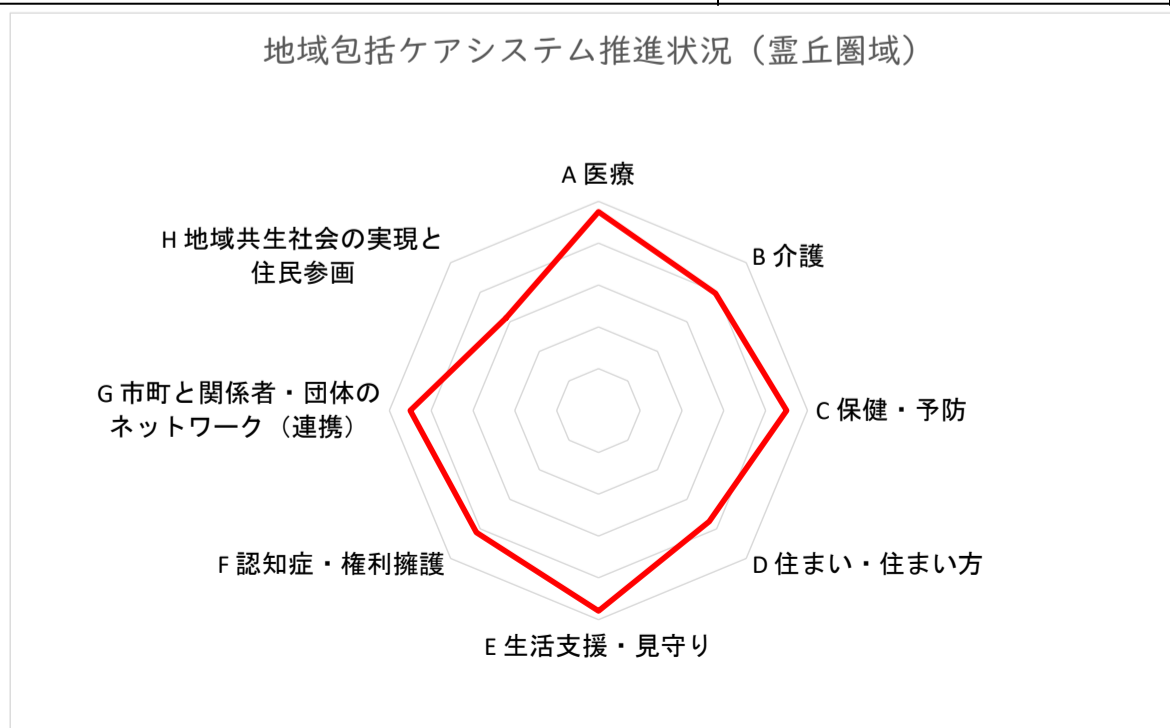 地域包括ケアシステム推進状況（霊丘圏域）
A 医療
B 介護
C 保健・予防
D 住まい・住まい方
E 生活支援・見守り
F 認知症・権利擁護
G 市町と関係者・団体の
ネットワーク（連携）
H 地域共生社会の実現と
住民参画